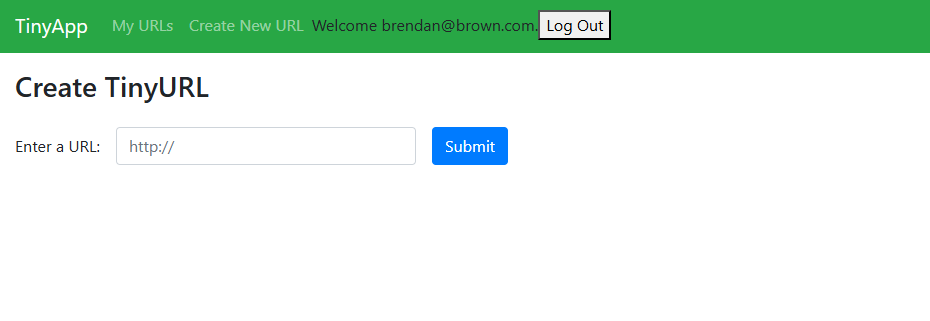 TinyApp My URLs Create New URL Welcome brendan@brown.com. Log Out
Create TinyURL
Enter a URL: http:// Submit